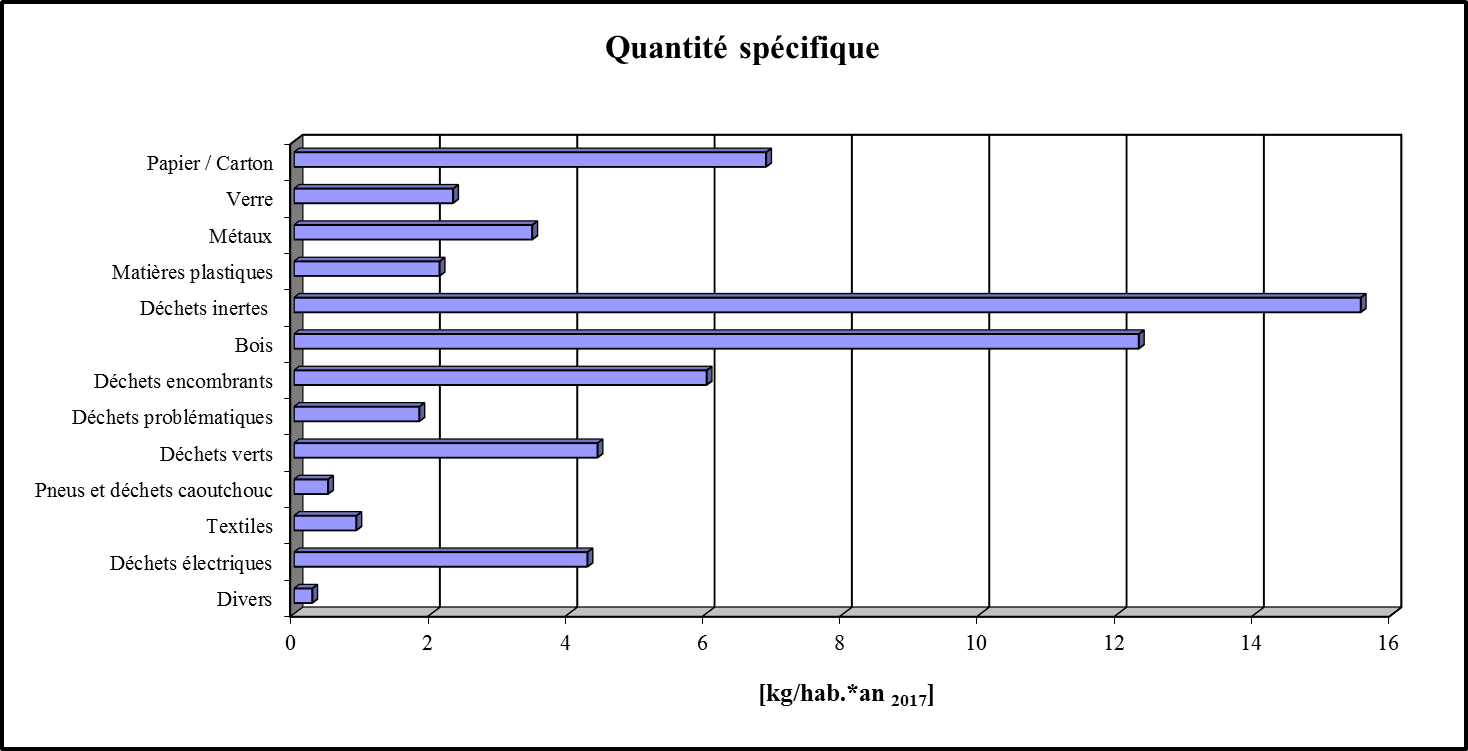 Quantité spécifique
Papier / Carton
Verre
Métaux
Matières plastiques
Déchets inertes
Bois
Déchets encombrants
Déchets problématiques
Déchets verts
Pneus et déchets caoutchouc
Textiles
Déchets électriques
Divers
0 2 4 6 8 10 12 14 16
[kg/hab.*an 2017]